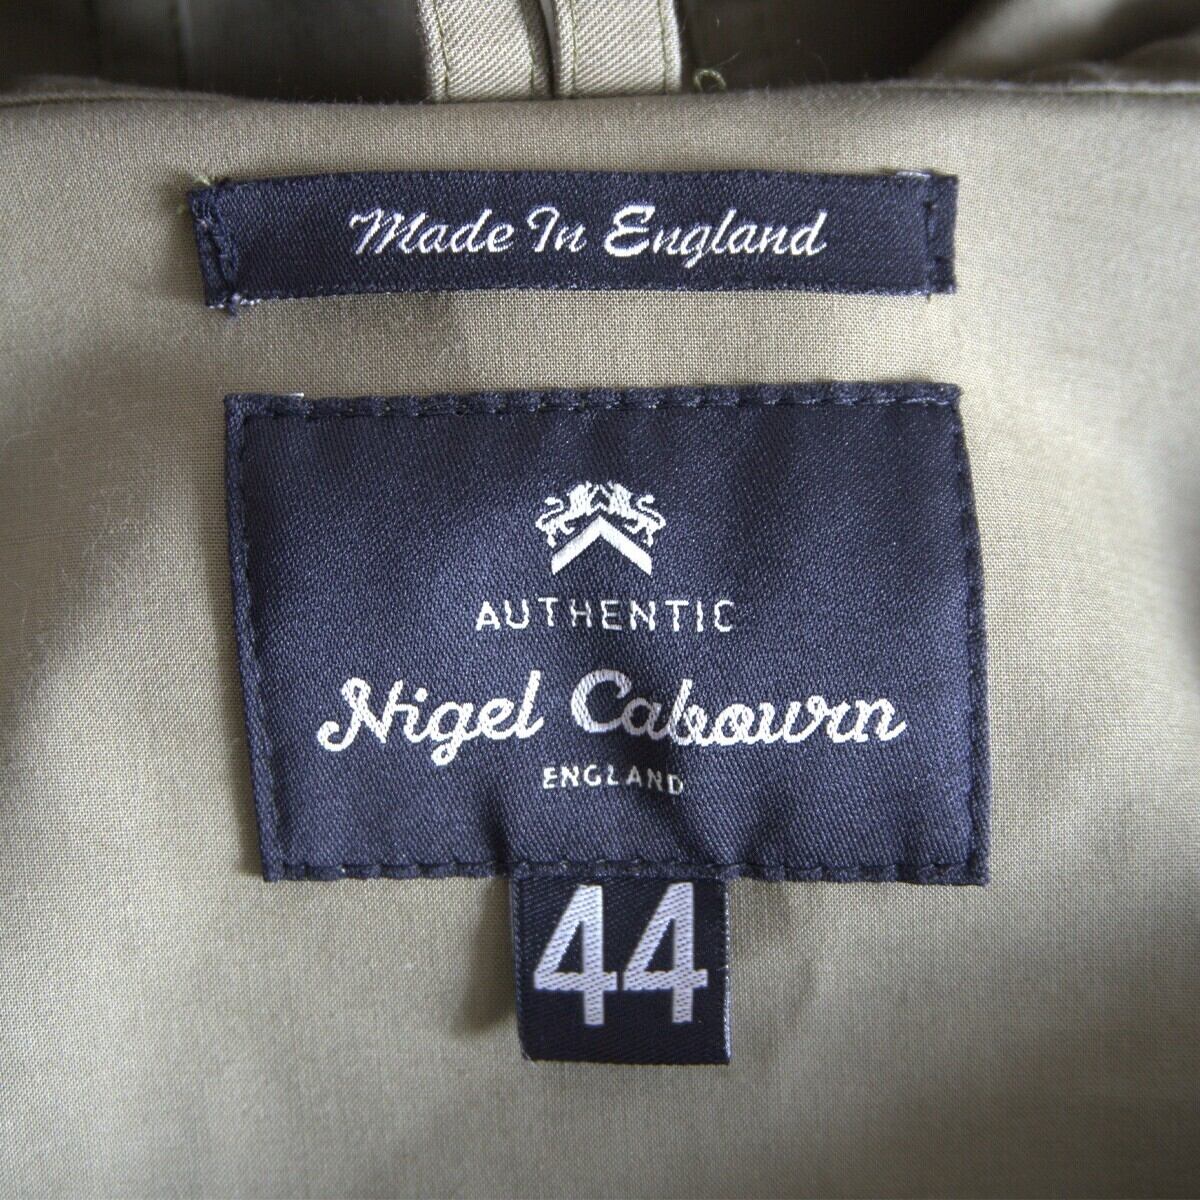 Made In England
AUTHENTIC
Nigel Cabourn
ENGLAND
44